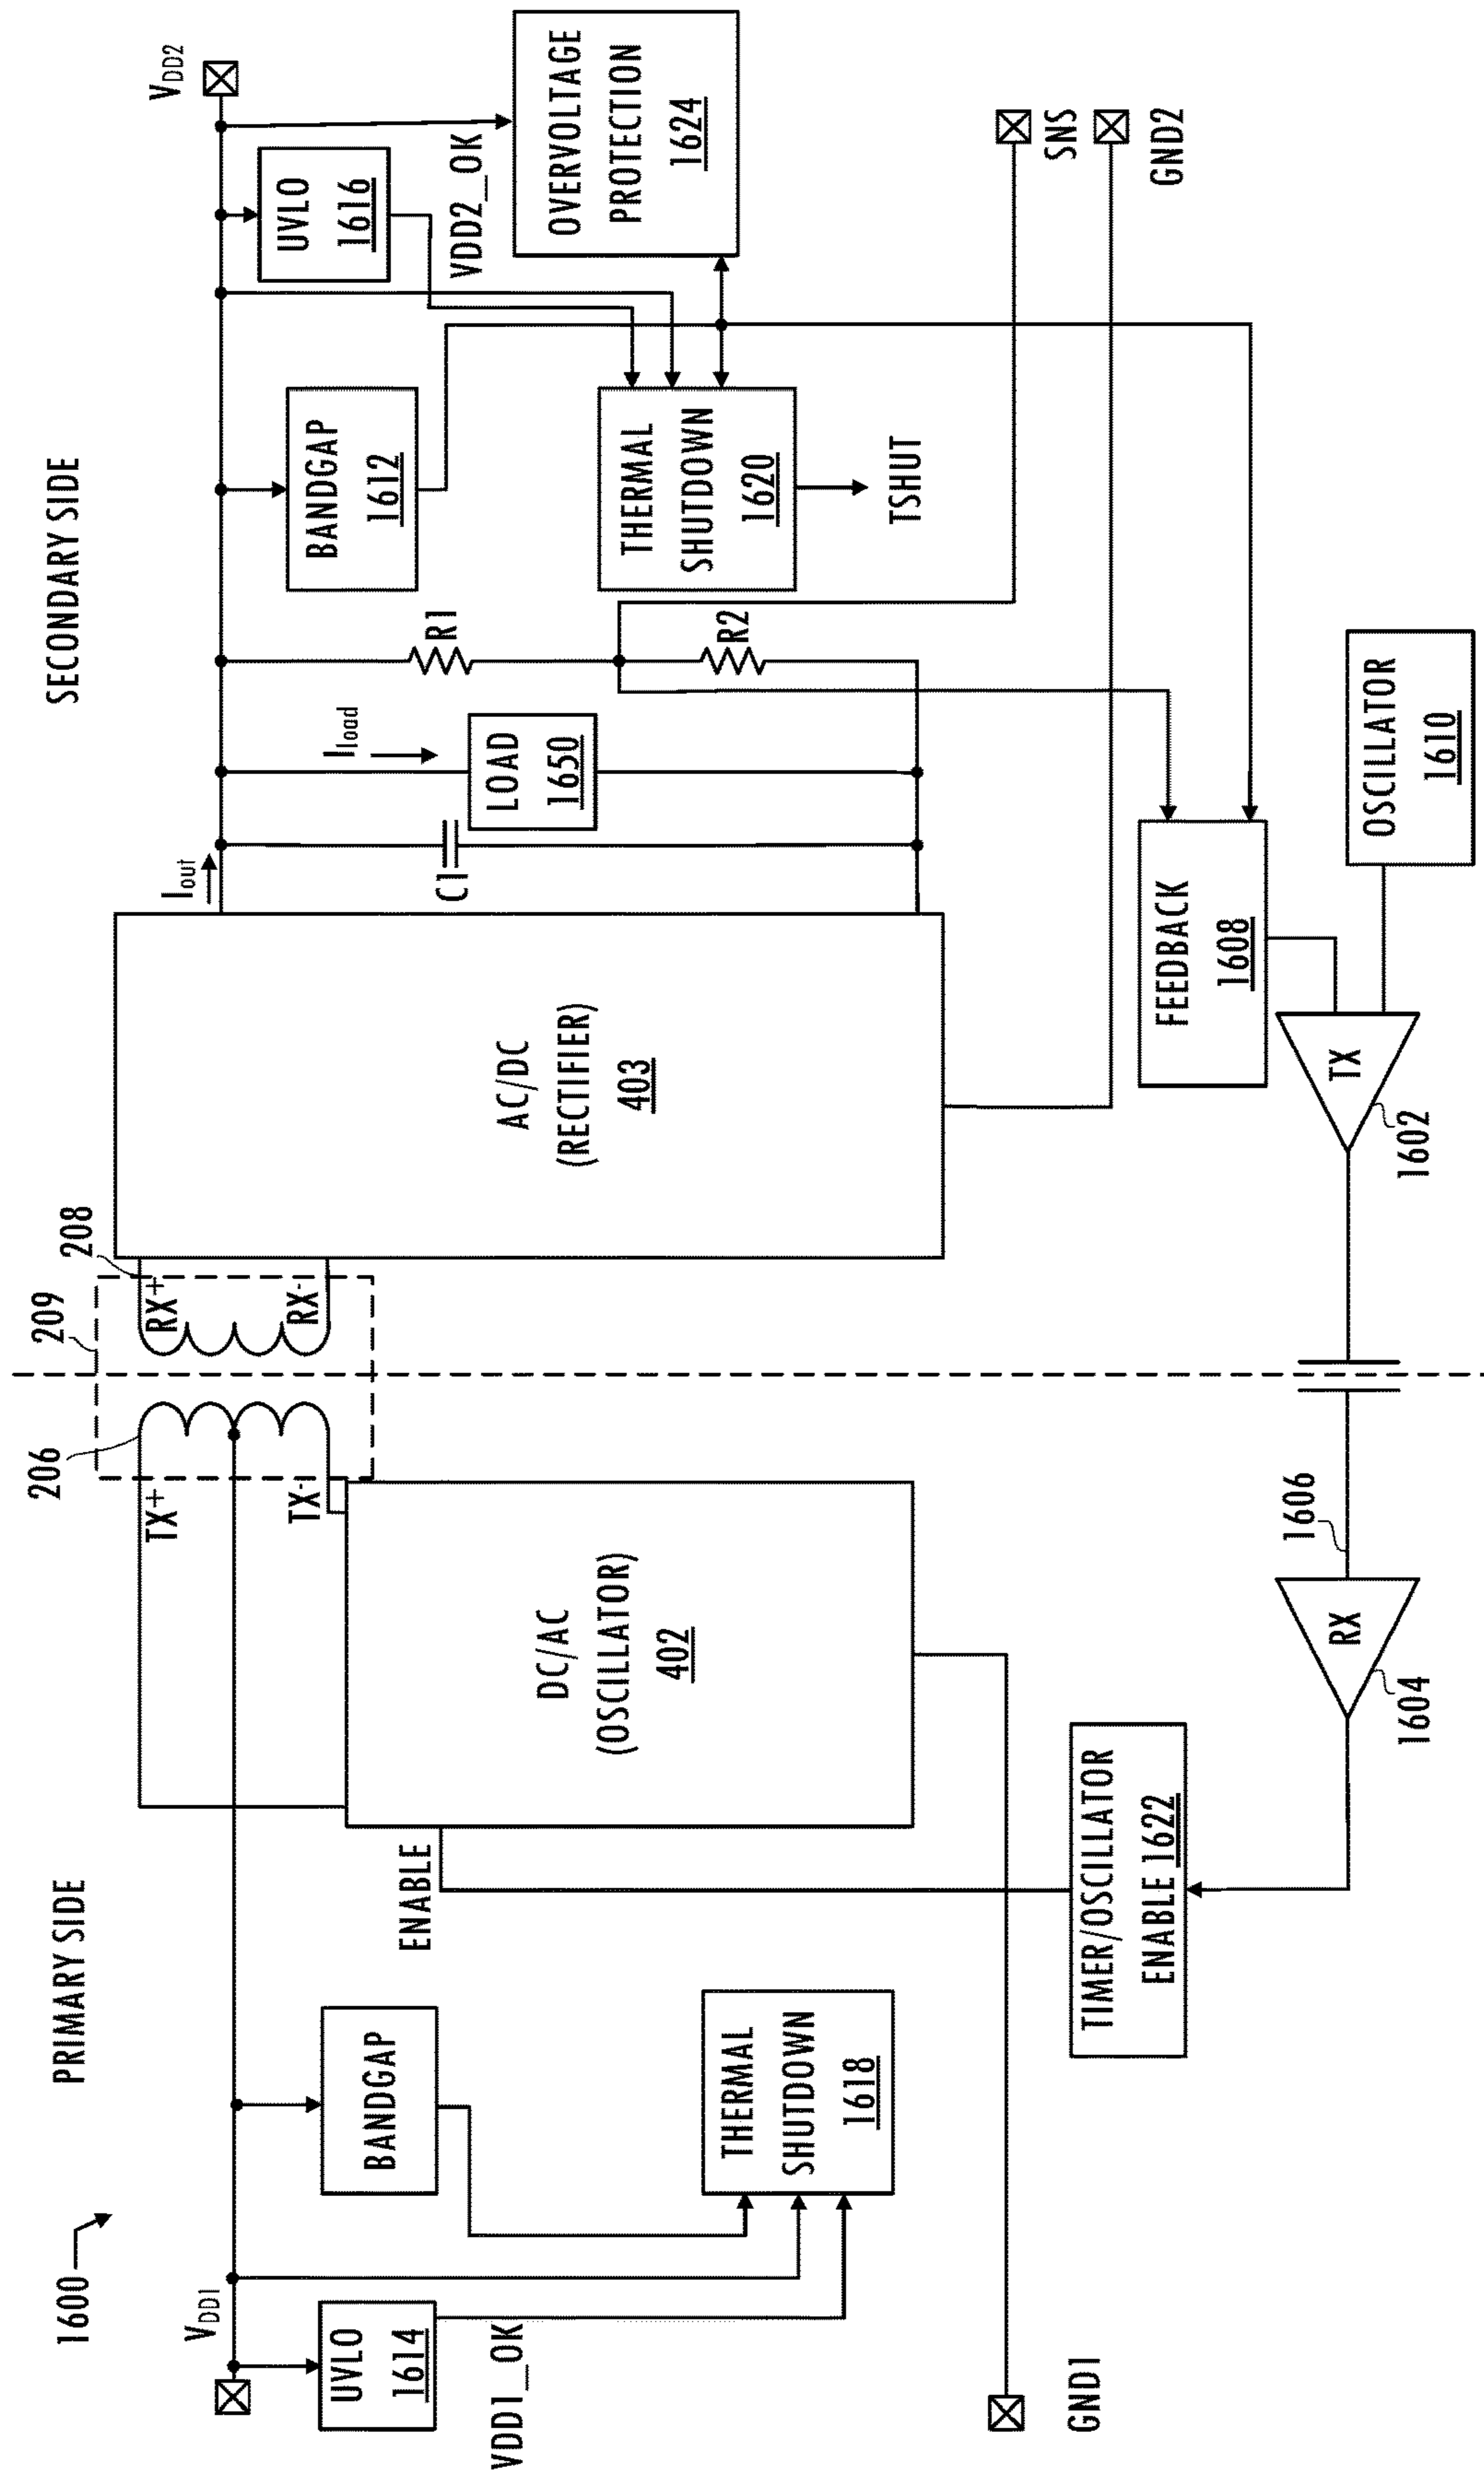 1600
PRIMARY SIDE
SECONDARY SIDE
VDD1
UVLO
1614
VDD1_OK
BANDGAP
THERMAL
SHUTDOWN
1618
GND1
ENABLE
TIMER/OSCILLATOR
ENABLE 1622
DC/AC
(OSCILLATOR)
402
TX+
TX-
206
209
208
RX+
RX-
RX
1604
1606
AC/DC
(RECTIFIER)
403
TX
1602
FEEDBACK
1608
OSCILLATOR
1610
Iout
C1
Iload
LOAD
1650
R1
R2
BANDGAP
1612
THERMAL
SHUTDOWN
1620
TSHUT
UVLO
1616
VDD2_OK
VDD2
OVERVOLTAGE
PROTECTION
1624
SNS
GND2